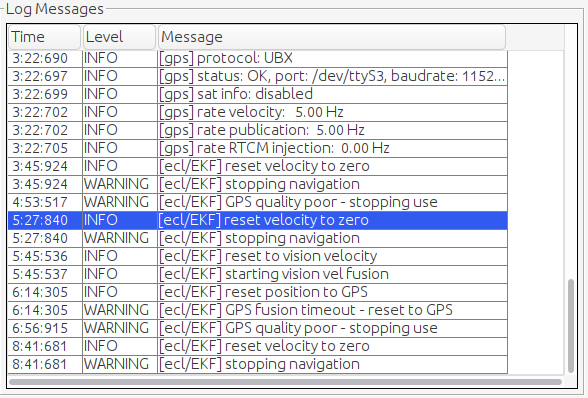 Log Messages
Time Level Message
3:22:690 INFO [gps] protocol: UBX
3:22:697 INFO [gps] status: OK, port: /dev/ttyS3, baudrate: 1152...
3:22:699 INFO [gps] sat info: disabled
3:22:702 INFO [gps] rate velocity: 5.00 Hz
3:22:702 INFO [gps] rate publication: 5.00 Hz
3:22:705 INFO [gps] rate RTCM injection: 0.00 Hz
3:45:924 INFO [ecl/EKF] reset velocity to zero
3:45:924 WARNING [ecl/EKF] stopping navigation
4:53:517 WARNING [ecl/EKF] GPS quality poor - stopping use
5:27:840 INFO [ecl/EKF] reset velocity to zero
5:27:840 WARNING [ecl/EKF] stopping navigation
5:45:536 INFO [ecl/EKF] reset to vision velocity
5:45:537 INFO [ecl/EKF] starting vision vel fusion
6:14:305 INFO [ecl/EKF] reset position to GPS
6:14:305 WARNING [ecl/EKF] GPS fusion timeout - reset to GPS
6:56:915 WARNING [ecl/EKF] GPS quality poor - stopping use
8:41:681 INFO [ecl/EKF] reset velocity to zero
8:41:681 WARNING [ecl/EKF] stopping navigation